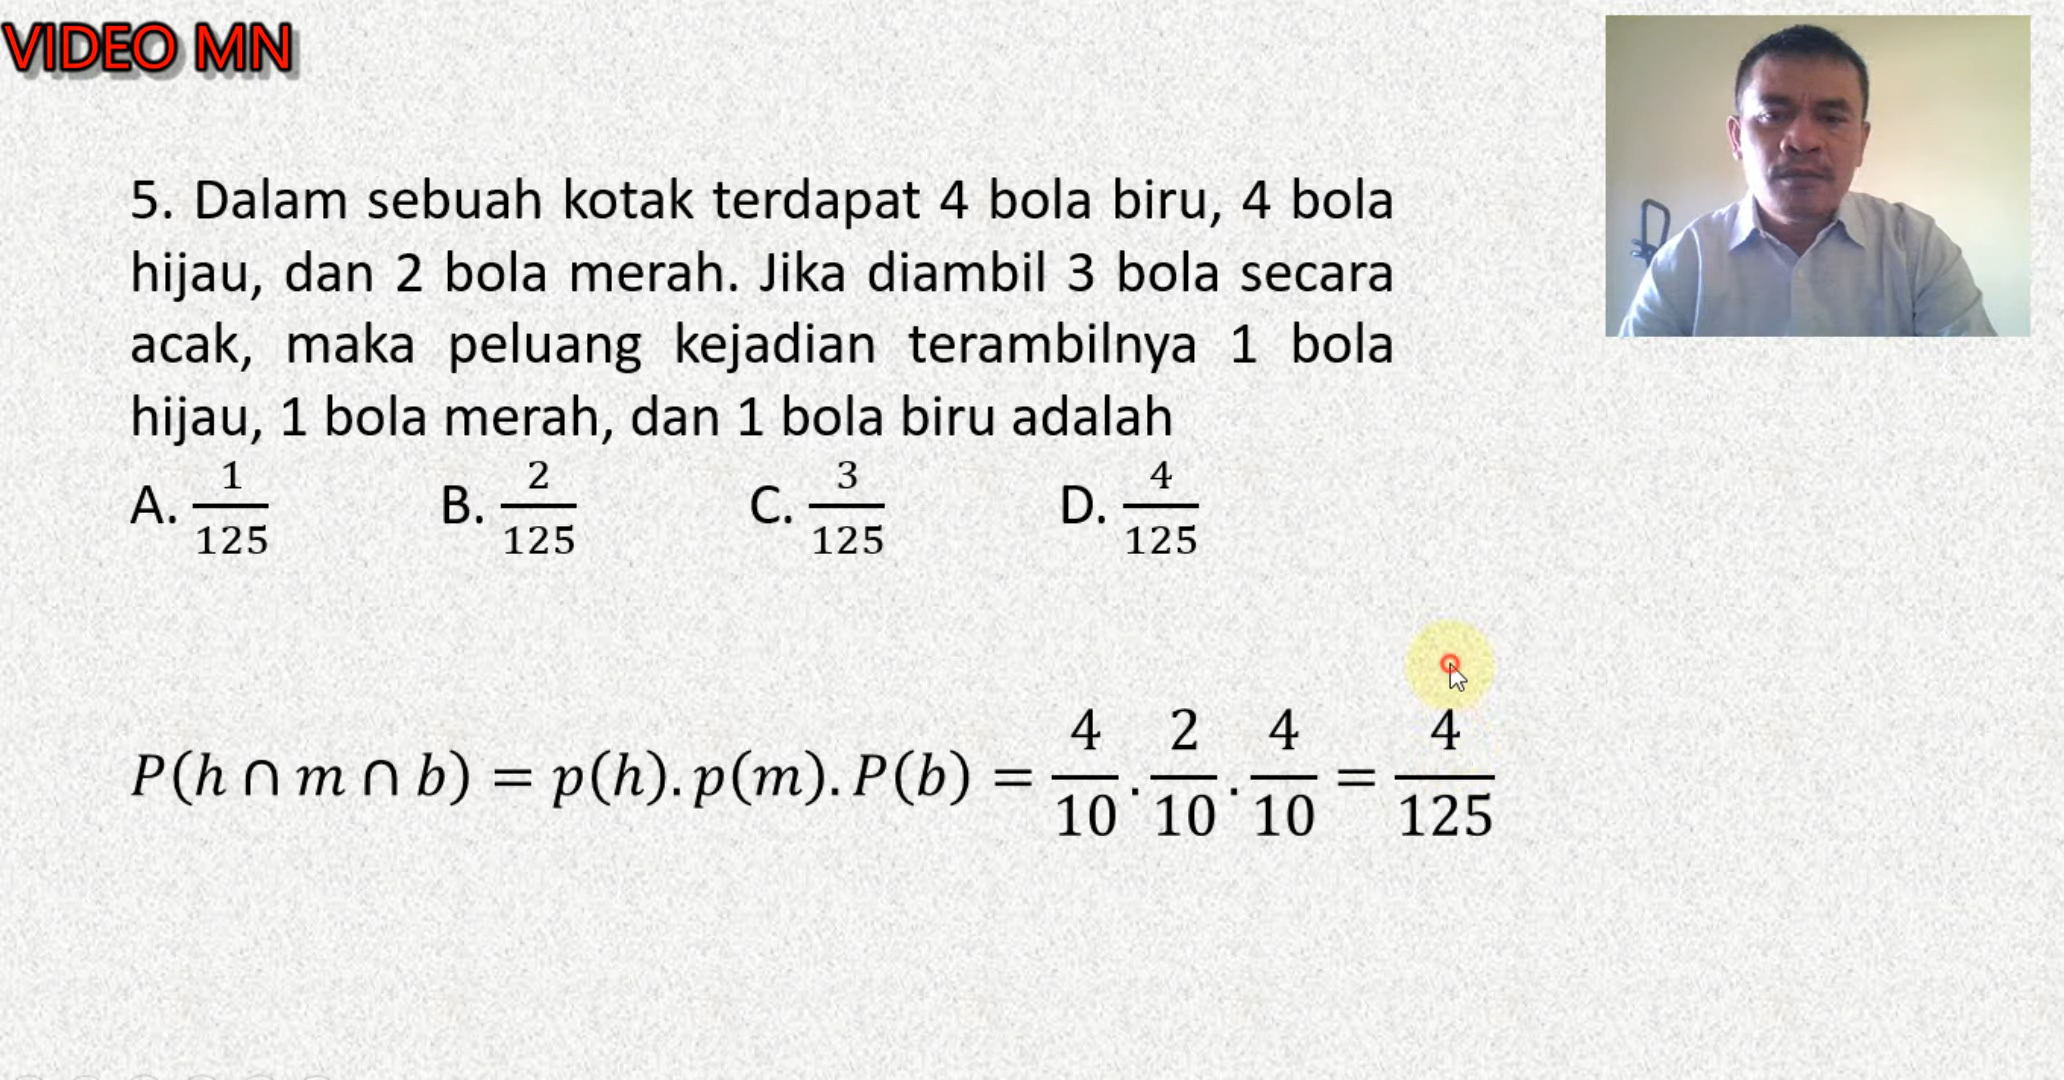 VIDEO MN
5. Dalam sebuah kotak terdapat 4 bola biru, 4 bola
hijau, dan 2 bola merah. Jika diambil 3 bola secara
acak, maka peluang kejadian terambilnya 1 bola
hijau, 1 bola merah, dan 1 bola biru adalah
A. 1/125 B. 2/125 C. 3/125 D. 4/125
P(h ∩ m ∩ b) = p(h). p(m). P(b) = 4/10 . 2/10 . 4/10 = 4/125